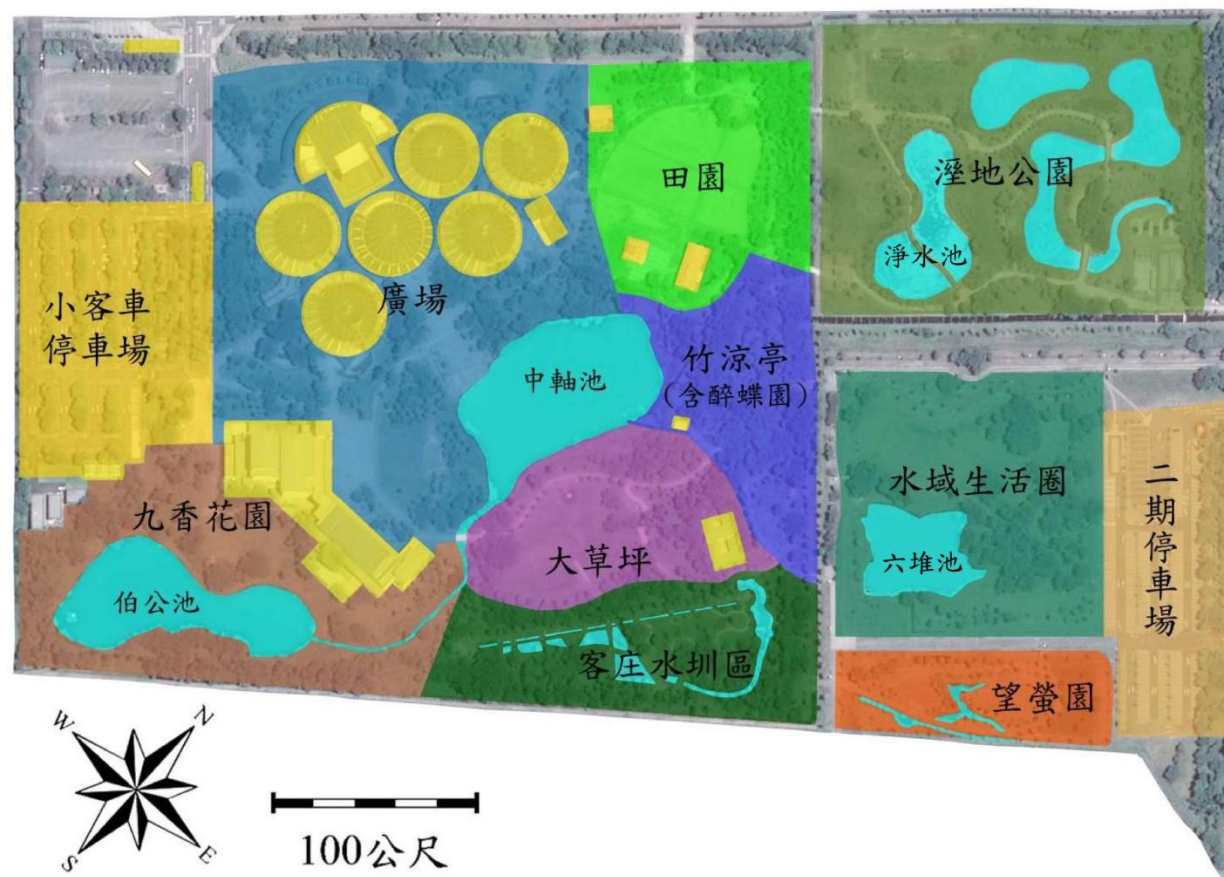 田園
溼地公園
淨水池
小客車
停車場
廣場
中軸池
竹涼亭
(含醉蝶園)
九香花園
大草坪
水域生活圈
二期停車場
伯公池
六堆池
客庄水圳區
望螢園
W
N
S
E
100公尺